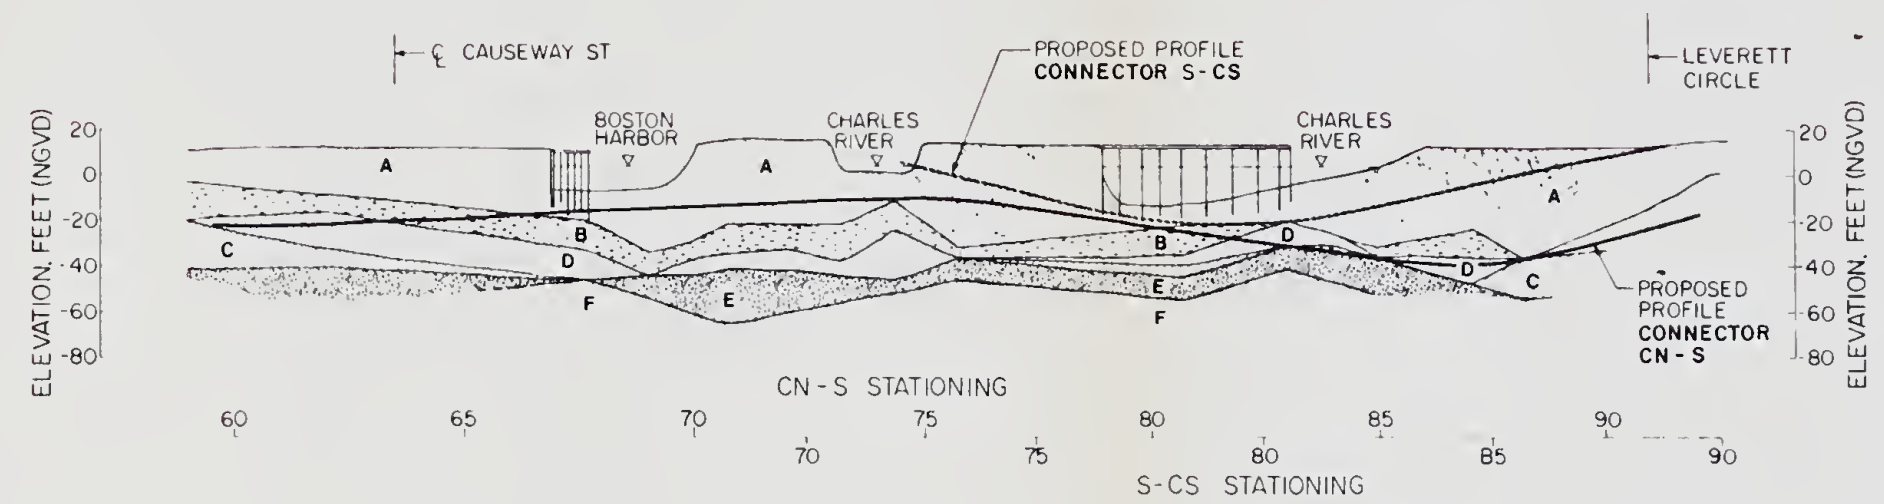 ℄ CAUSEWAY ST
PROPOSED PROFILE
CONNECTOR S-CS
LEVERETT
CIRCLE
BOSTON
HARBOR
CHARLES
RIVER
CHARLES
RIVER
ELEVATION, FEET (NGVD)
20
0
-20
-40
-60
-80
A
A
A
B
B
C
C
D
D
D
E
E
F
F
20
0
-20
-40
-60
-80
ELEVATION, FEET (NGVD)
PROPOSED
PROFILE
CONNECTOR
CN-S
CN-S STATIONING
60 65 70 75 80 85 90
70 75 80 85 90
S-CS STATIONING